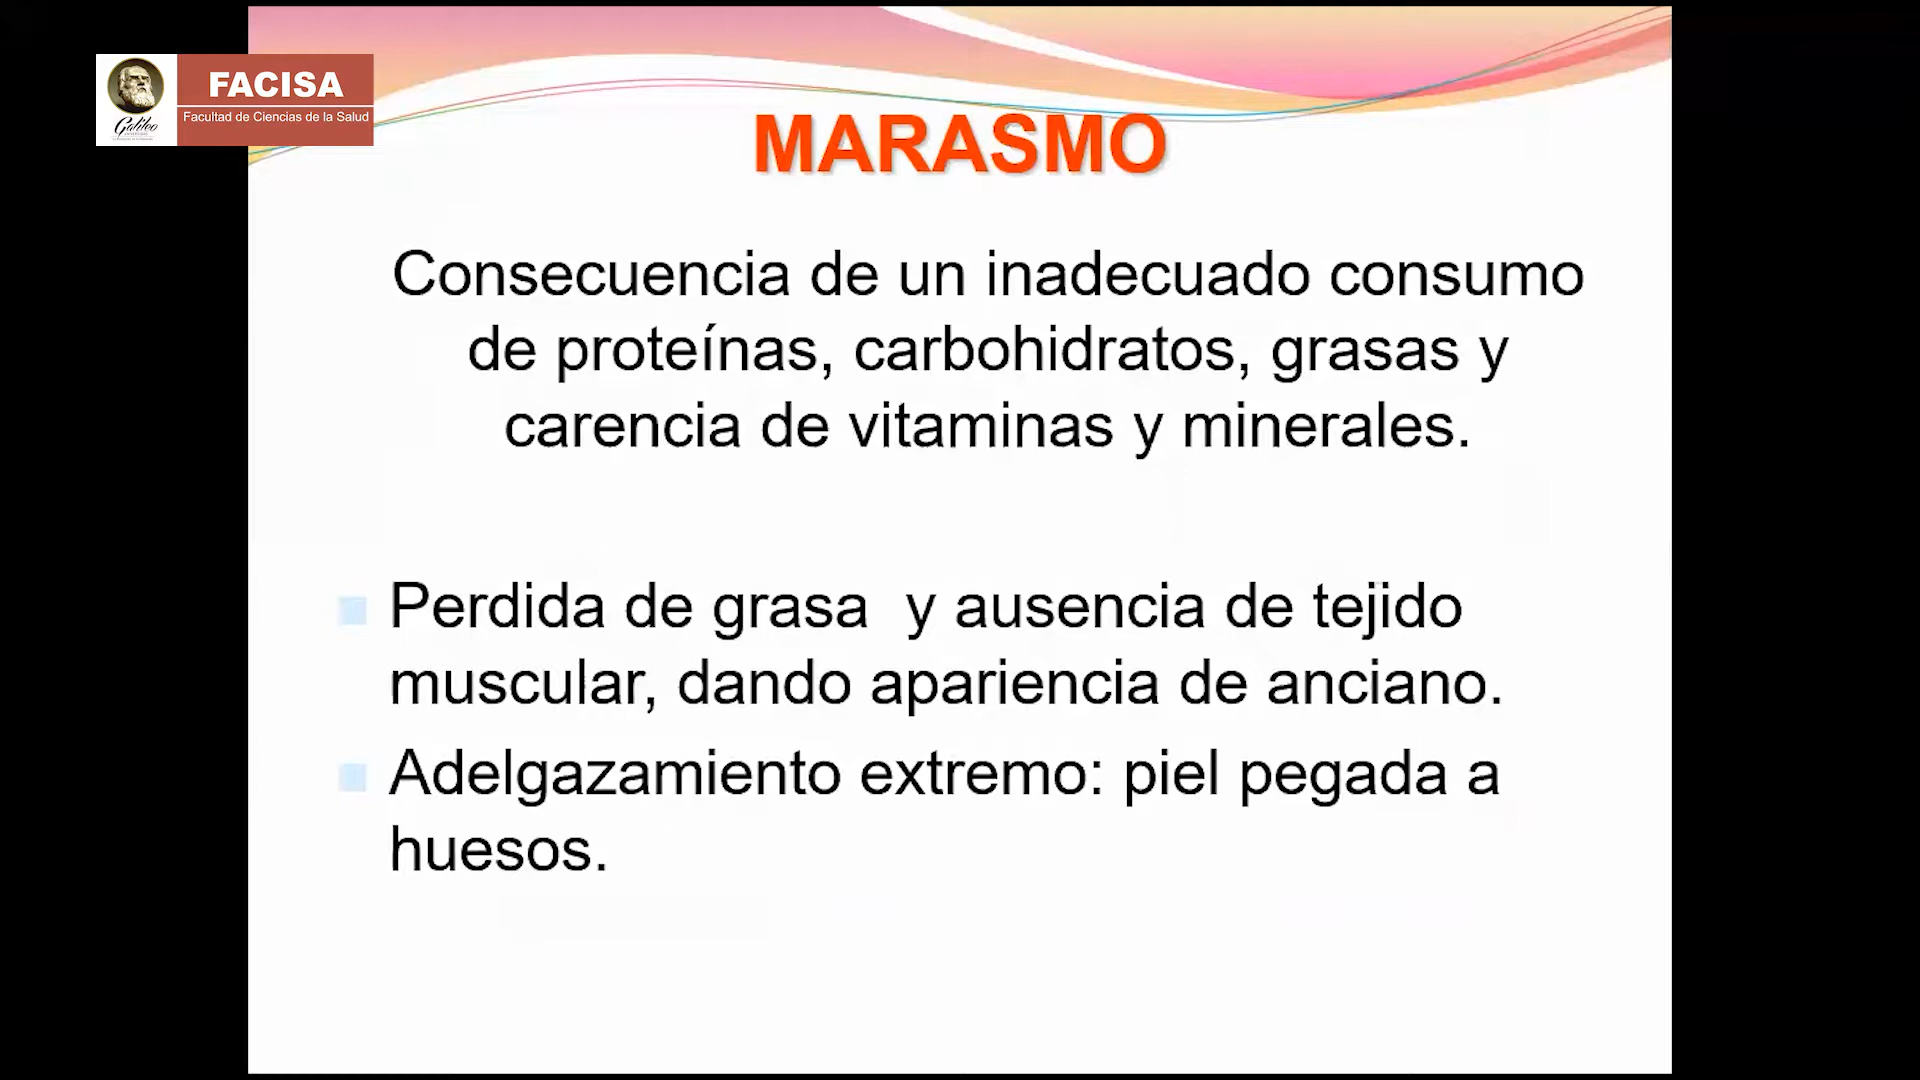 FACISA
Galileo
Facultad de Ciencias de la Salud
MARASMO
Consecuencia de un inadecuado consumo
de proteínas, carbohidratos, grasas y
carencia de vitaminas y minerales.
Perdida de grasa y ausencia de tejido
muscular, dando apariencia de anciano.
Adelgazamiento extremo: piel pegada a
huesos.